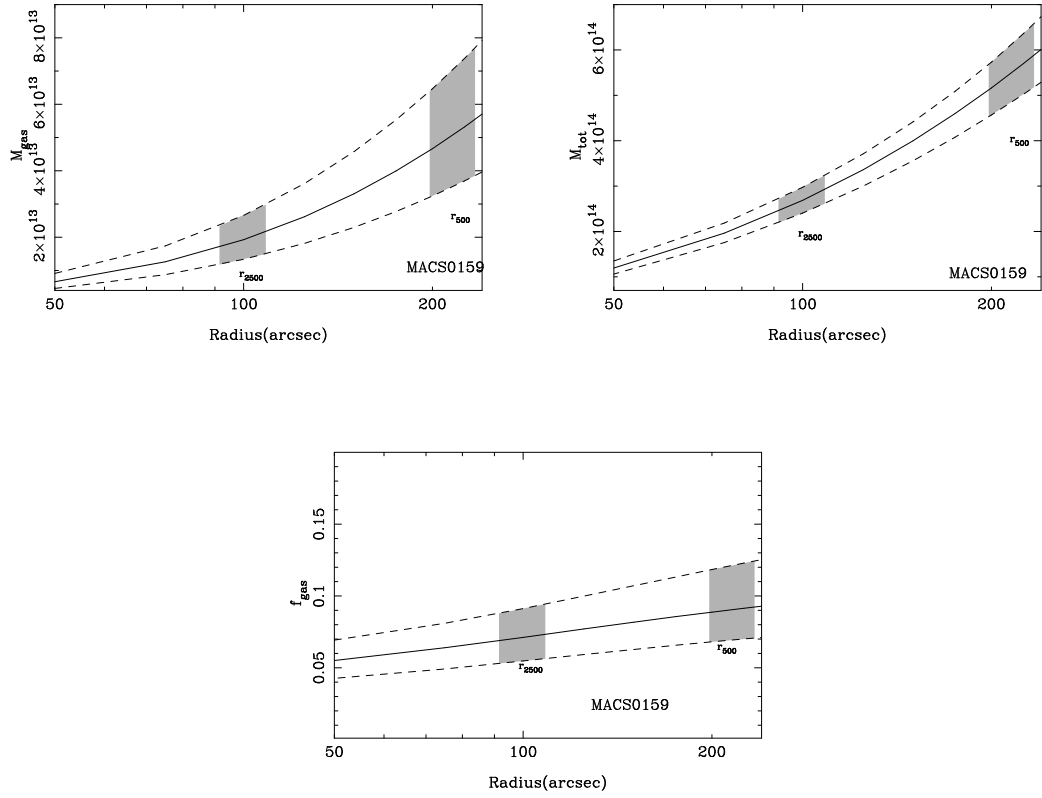 8×10¹³
6×10¹³
4×10¹³
2×10¹³
M_gas
r_500
r_2500
MACS0159
50 100 200
Radius(arcsec)
6×10¹⁴
4×10¹⁴
2×10¹⁴
M_tot
r_500
r_2500
MACS0159
50 100 200
Radius(arcsec)
0.15
0.1
0.05
f_gas
r_2500
r_500
MACS0159
50 100 200
Radius(arcsec)